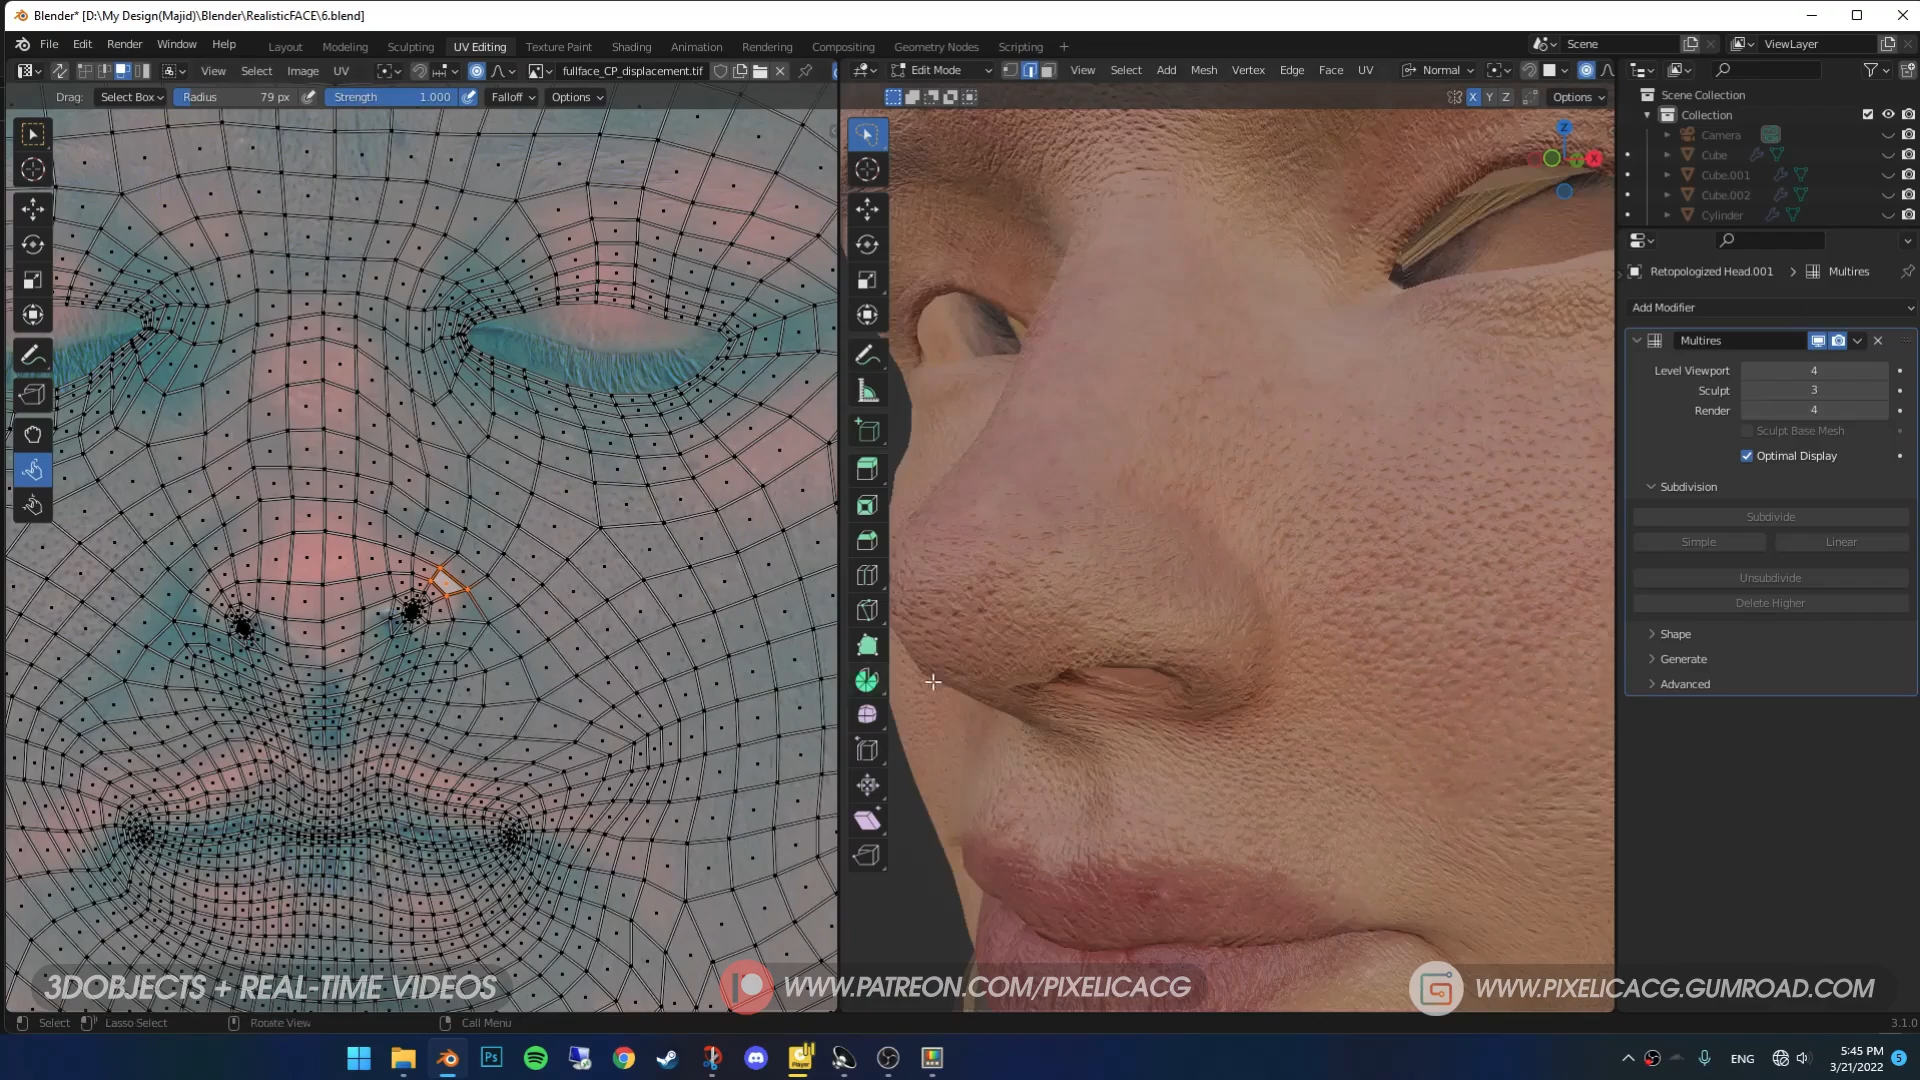 Blender* [D:\My Design(Majid)\Blender\RealisticFACE\6.blend]
File Edit Render Window Help Layout Modeling Sculpting UV Editing Texture Paint Shading Animation Rendering Compositing Geometry Nodes Scripting + Scene ViewLayer
View Select Image UV fullface_CP_displacement.tif Edit Mode View Select Add Mesh Vertex Edge Face UV Normal
Drag: Select Box Radius 79 px Strength 1.000 Falloff Options X Y Z Options
Scene Collection
Collection
Camera
Cube
Cube.001
Cube.002
Cylinder
Z
X
Retopologized Head.001 Multires
Add Modifier
Multires
Level Viewport 4
Sculpt 3
Render 4
Sculpt Base Mesh
Optimal Display
Subdivision
Subdivide
Simple Linear
Unsubdivide
Delete Higher
Shape
Generate
Advanced
3DOBJECTS + REAL-TIME VIDEOS WWW.PATREON.COM/PIXELICACG WWW.PIXELICACG.GUMROAD.COM
Select Lasso Select Rotate View Call Menu 3.1.0
Ps Player ENG 5:45 PM 5
3/21/2022